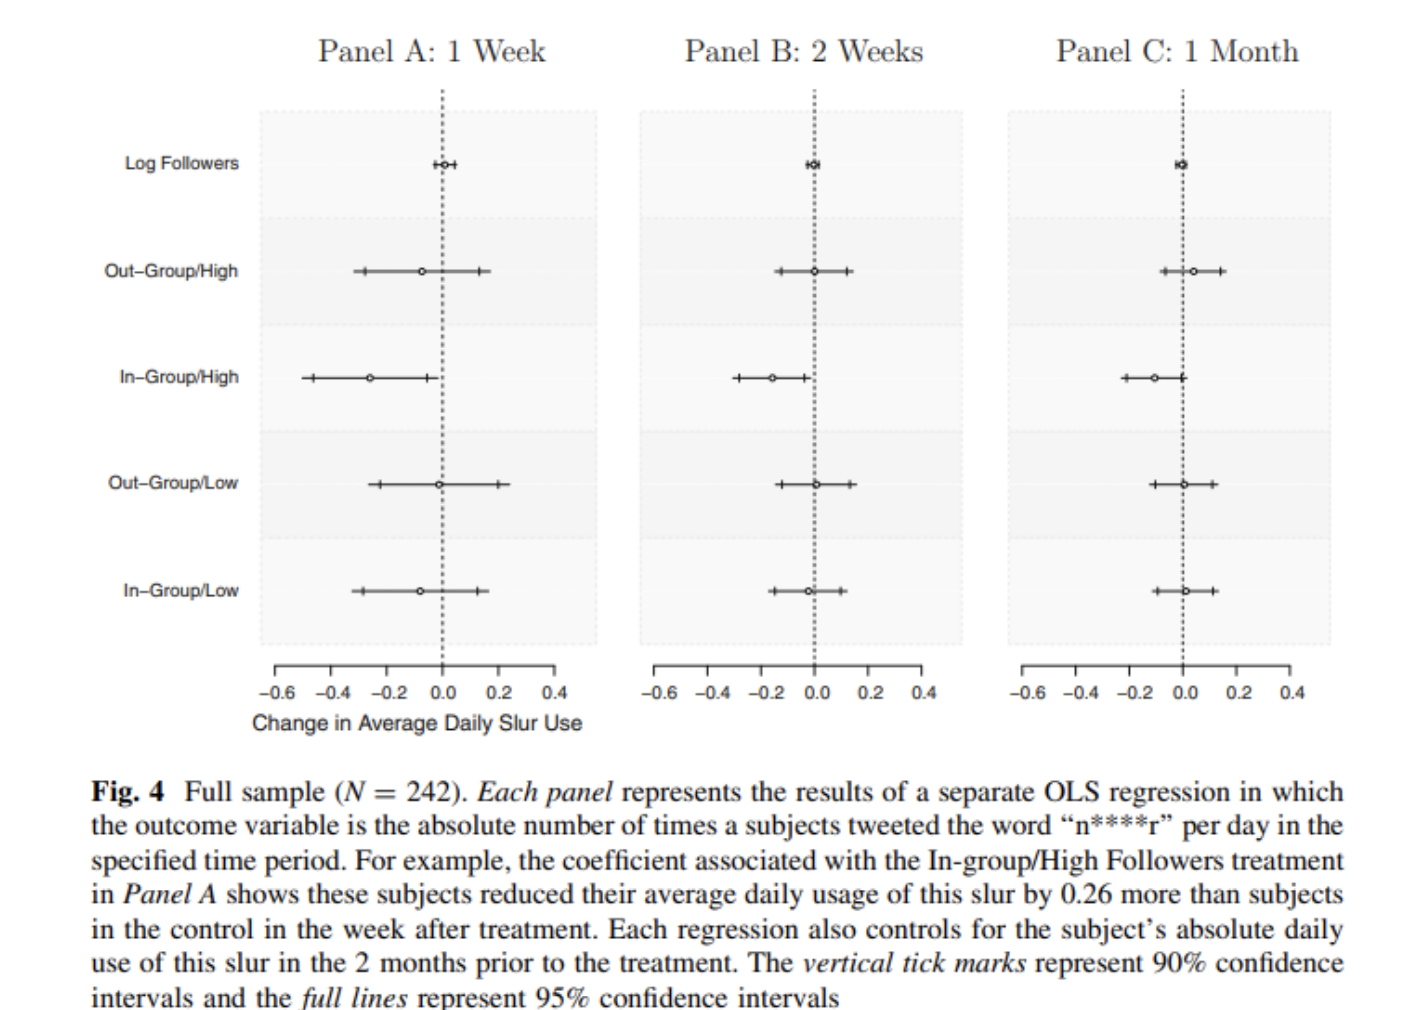 Panel A: 1 Week Panel B: 2 Weeks Panel C: 1 Month
Log Followers
Out−Group/High
In−Group/High
Out−Group/Low
In−Group/Low
−0.6 −0.4 −0.2 0.0 0.2 0.4 −0.6 −0.4 −0.2 0.0 0.2 0.4 −0.6 −0.4 −0.2 0.0 0.2 0.4
Change in Average Daily Slur Use
Fig. 4 Full sample (N = 242). Each panel represents the results of a separate OLS regression in which
the outcome variable is the absolute number of times a subjects tweeted the word “n****r” per day in the
specified time period. For example, the coefficient associated with the In-group/High Followers treatment
in Panel A shows these subjects reduced their average daily usage of this slur by 0.26 more than subjects
in the control in the week after treatment. Each regression also controls for the subject’s absolute daily
use of this slur in the 2 months prior to the treatment. The vertical tick marks represent 90% confidence
intervals and the full lines represent 95% confidence intervals